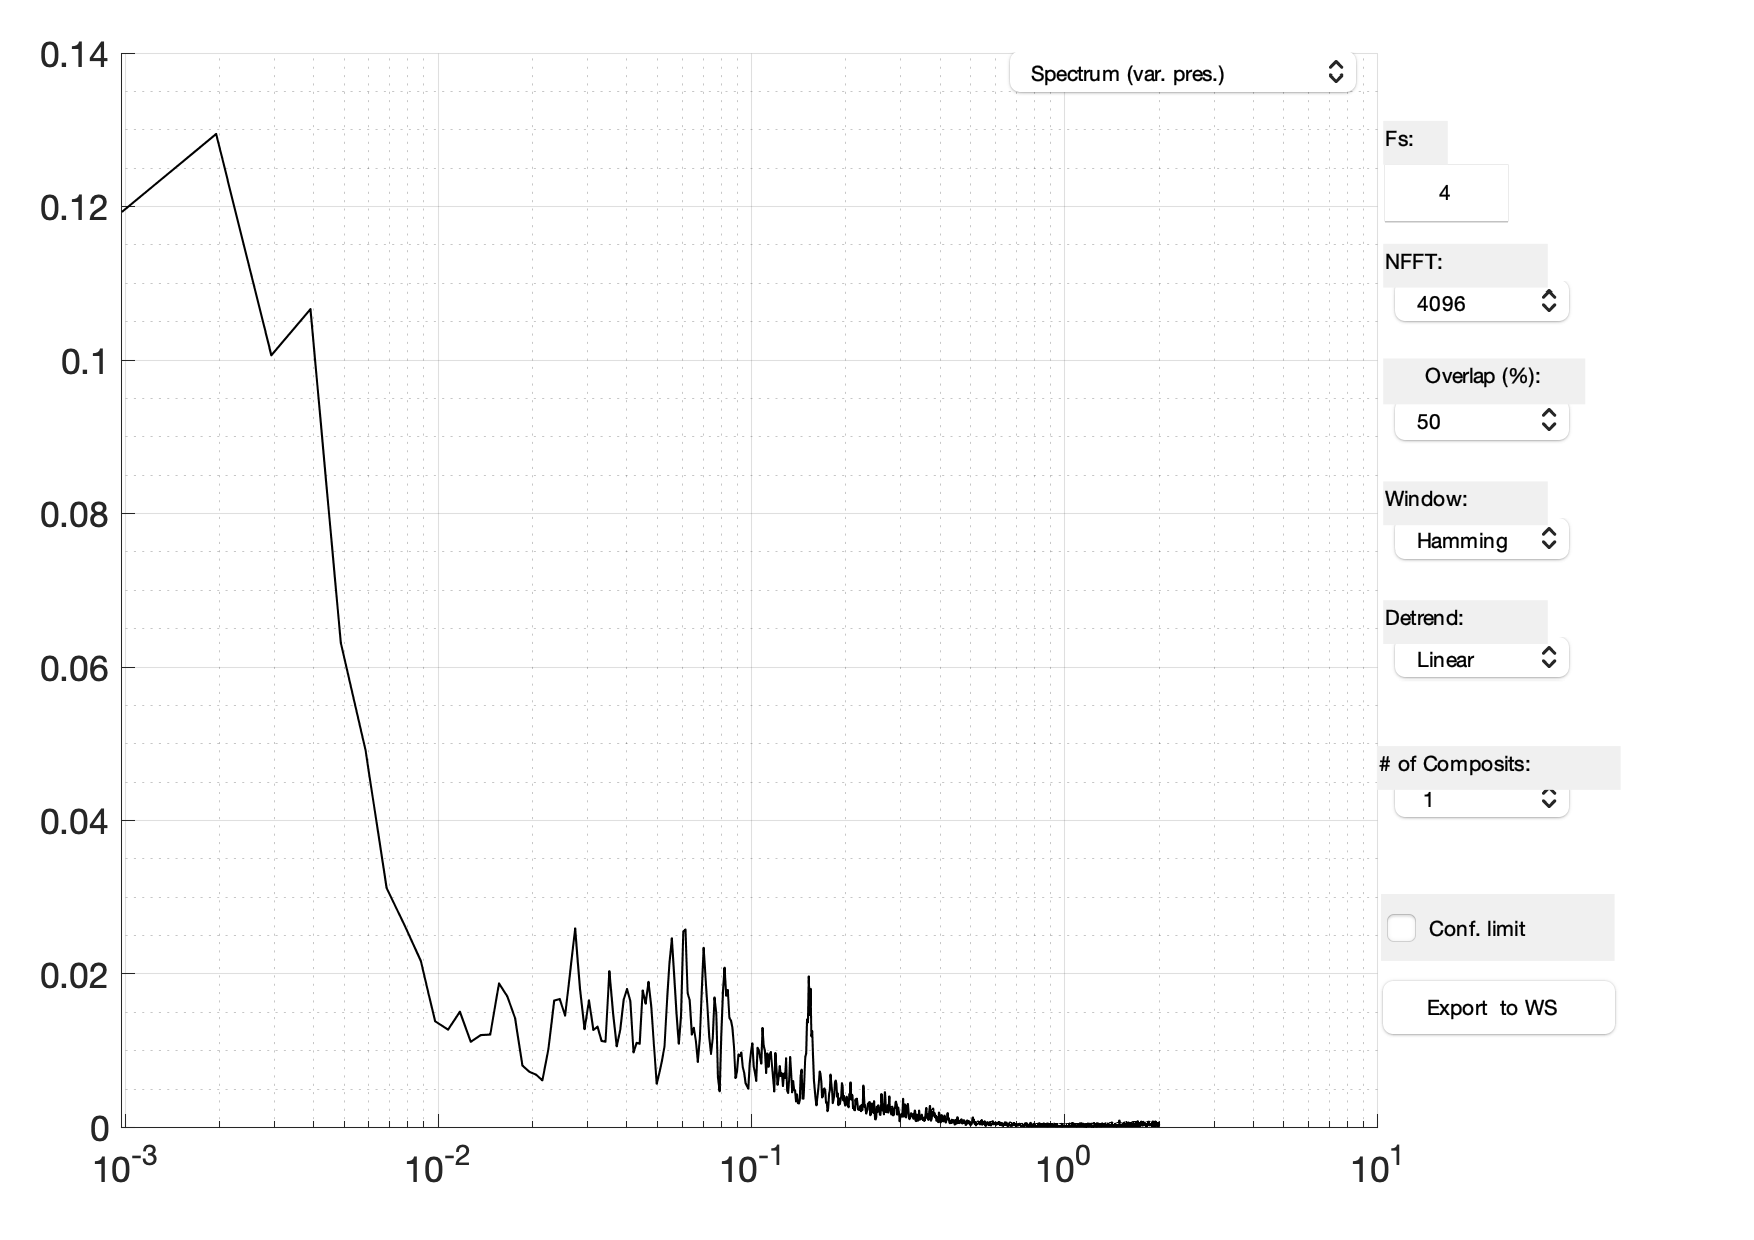 0.14
0.12
0.1
0.08
0.06
0.04
0.02
0
10-3
10-2
10-1
100
101
Spectrum (var. pres.)
Fs:
4
NFFT:
4096
Overlap (%):
50
Window:
Hamming
Detrend:
Linear
# of Composits:
1
Conf. limit
Export to WS